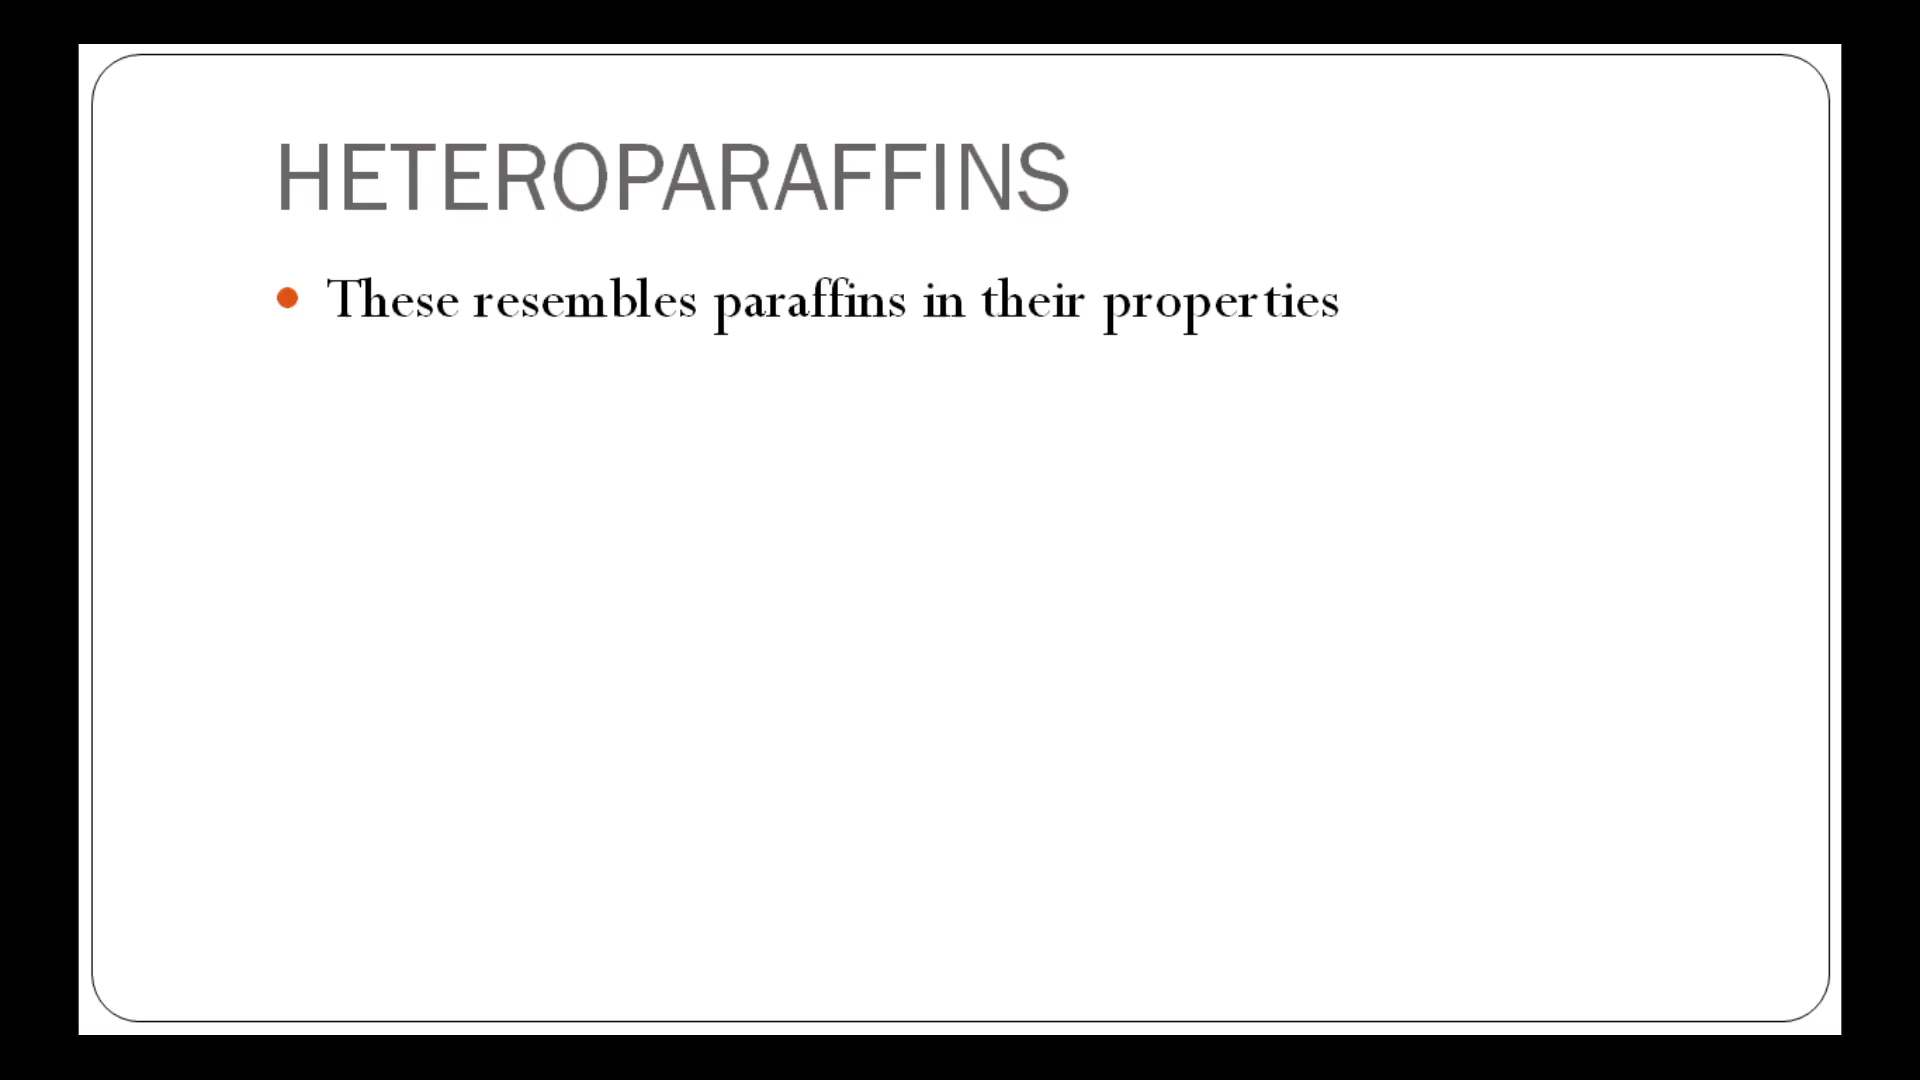 HETEROPARAFFINS
• These resembles paraffins in their properties